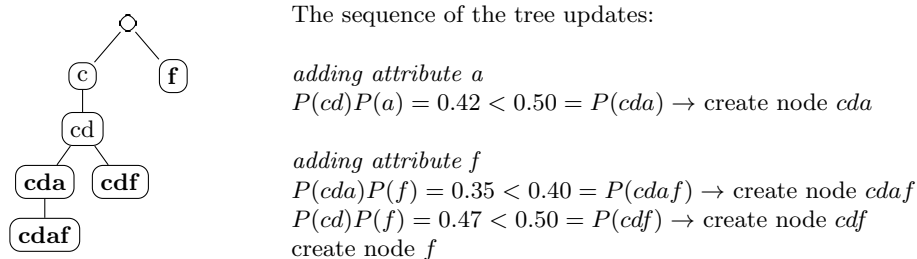 c
f
cd
cda
cdf
cdaf
The sequence of the tree updates:
adding attribute a
P(cd)P(a) = 0.42 < 0.50 = P(cda) → create node cda
adding attribute f
P(cda)P(f) = 0.35 < 0.40 = P(cdaf) → create node cdaf
P(cd)P(f) = 0.47 < 0.50 = P(cdf) → create node cdf
create node f